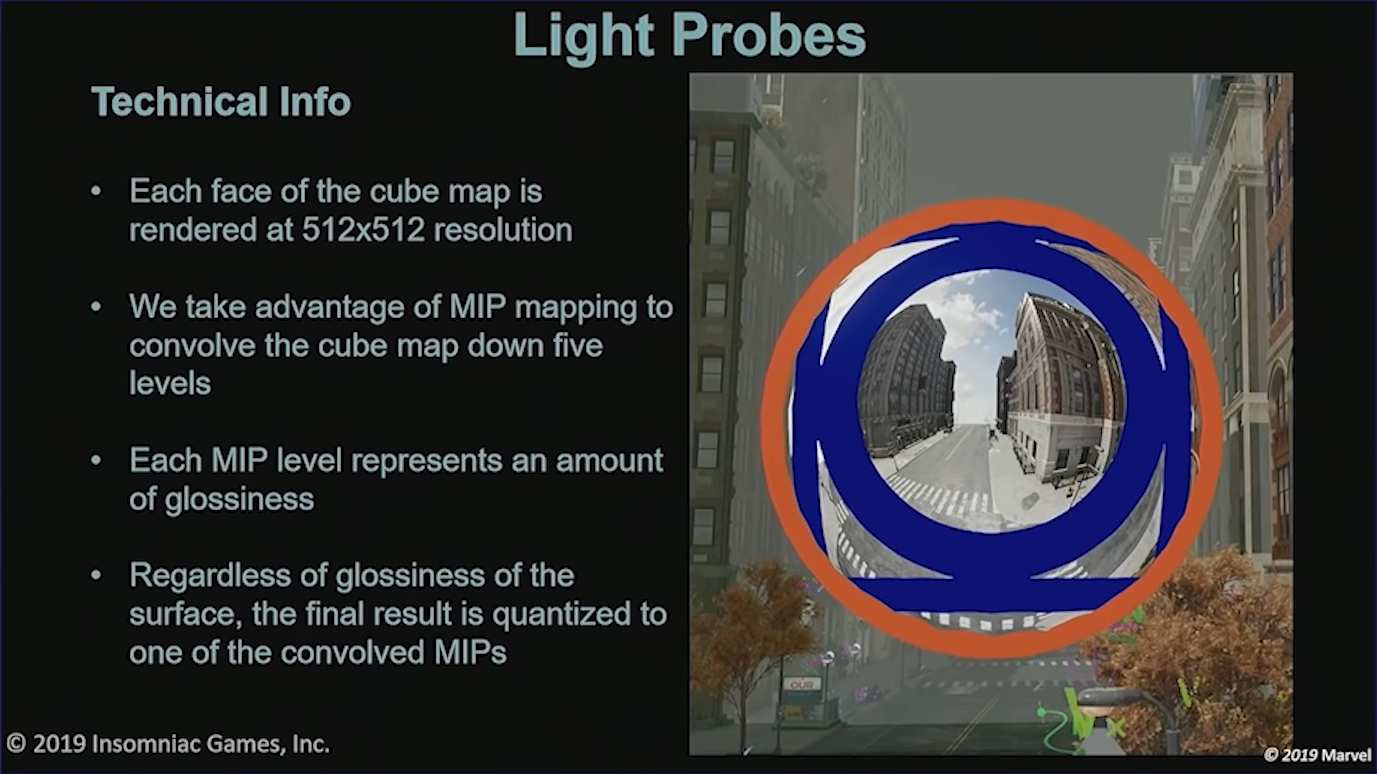 Light Probes
Technical Info
• Each face of the cube map is
rendered at 512x512 resolution
• We take advantage of MIP mapping to
convolve the cube map down five
levels
• Each MIP level represents an amount
of glossiness
• Regardless of glossiness of the
surface, the final result is quantized to
one of the convolved MIPs
OUR
© 2019 Insomniac Games, Inc.
© 2019 Marvel